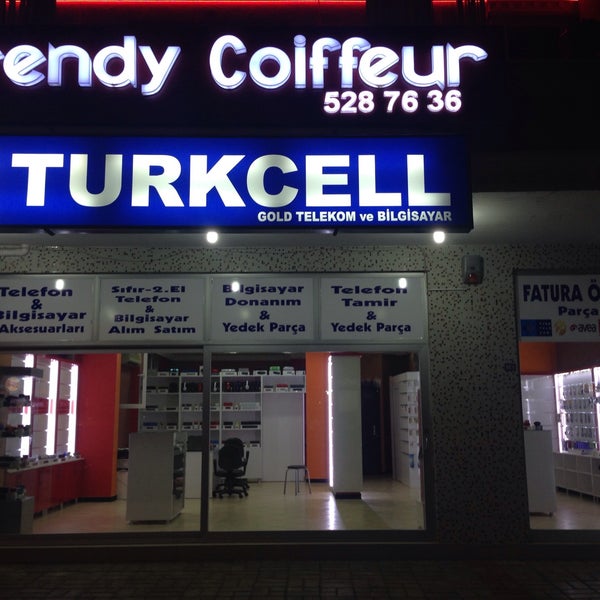 Trendy Coiffeur
528 76 36
TURKCELL
GOLD TELEKOM ve BİLGİSAYAR
Telefon
&
Bilgisayar
Aksesuarları
Sıfır-2.El
Telefon
&
Bilgisayar
Alım Satım
Bilgisayar
Donanım
&
Yedek Parça
Telefon
Tamir
&
Yedek Parça
FATURA Ö
Parça
avea